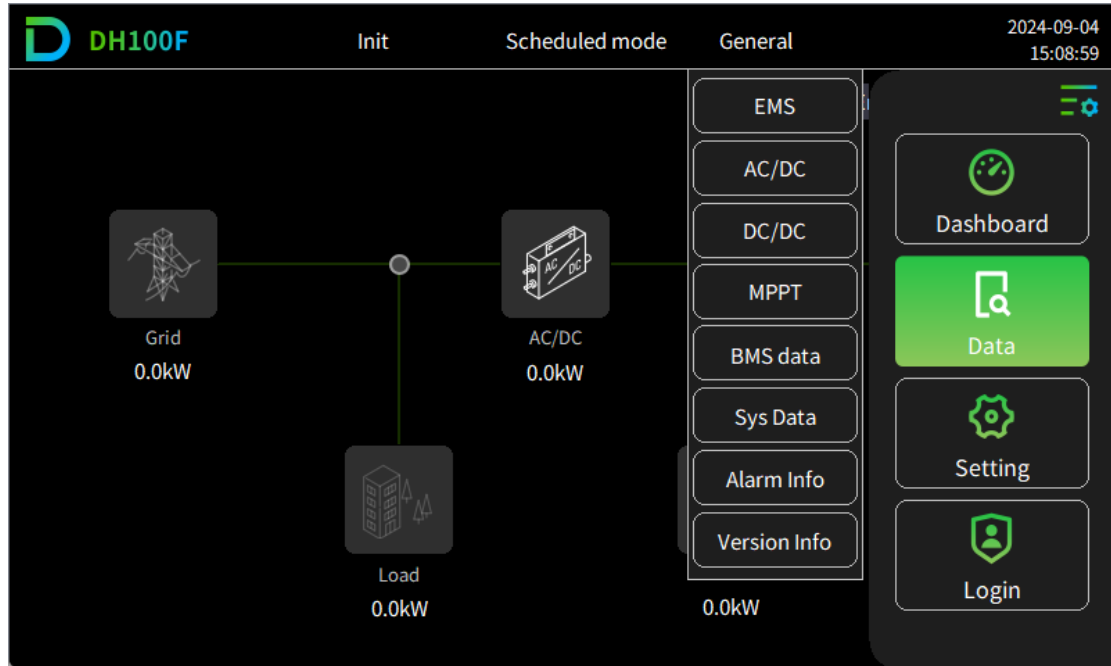 DH100F
Init
Scheduled mode
General
2024-09-04
15:08:59
EMS
AC/DC
DC/DC
MPPT
BMS data
Sys Data
Alarm Info
Version Info
Dashboard
Data
Setting
Login
Grid
0.0kW
AC
DC
AC/DC
0.0kW
Load
0.0kW
0.0kW